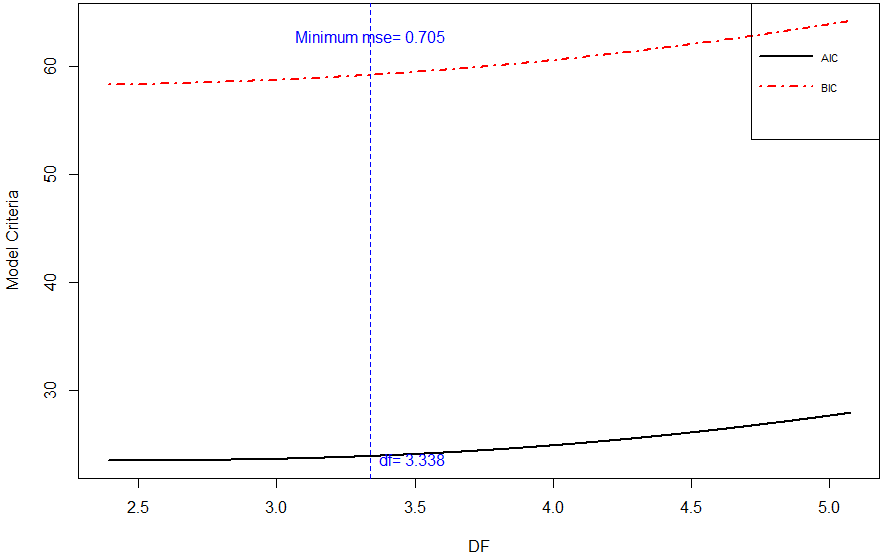 Minimum mse= 0.705
AIC
BIC
60
50
40
30
Model Criteria
df= 3.338
2.5 3.0 3.5 4.0 4.5 5.0
DF